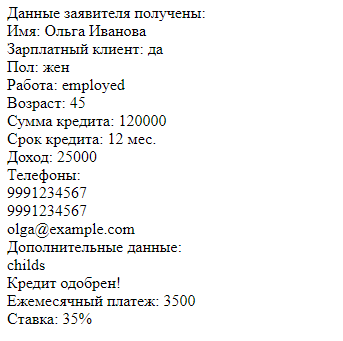 Данные заявителя получены:
Имя: Ольга Иванова
Зарплатный клиент: да
Пол: жен
Работа: employed
Возраст: 45
Сумма кредита: 120000
Срок кредита: 12 мес.
Доход: 25000
Телефоны:
9991234567
9991234567
olga@example.com
Дополнительные данные:
childs
Кредит одобрен!
Ежемесячный платеж: 3500
Ставка: 35%